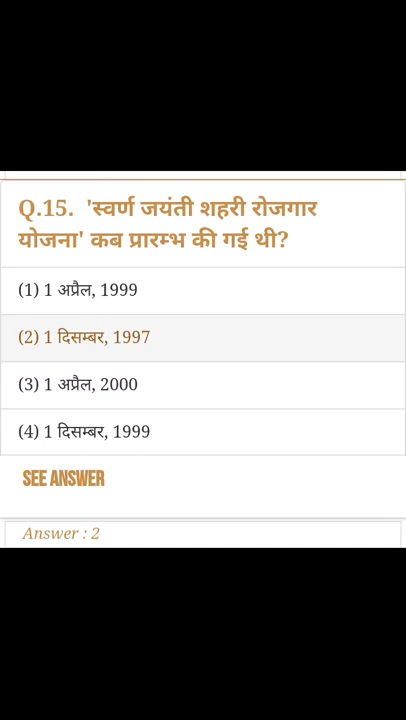 Q.15. 'स्वर्ण जयंती शहरी रोजगार
योजना' कब प्रारम्भ की गई थी?
(1) 1 अप्रैल, 1999
(2) 1 दिसम्बर, 1997
(3) 1 अप्रैल, 2000
(4) 1 दिसम्बर, 1999
SEE ANSWER
Answer : 2